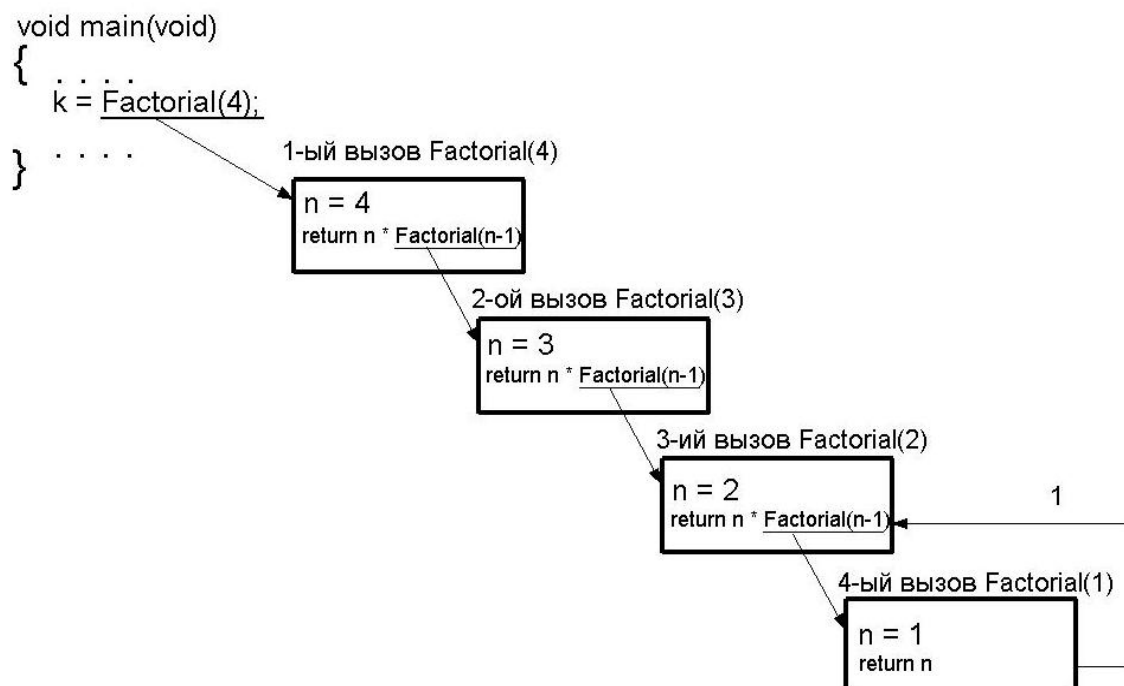 void main(void)
{ . . . .
k = Factorial(4);
} . . . .
1-ый вызов Factorial(4)
n = 4
return n * Factorial(n-1)
2-ой вызов Factorial(3)
n = 3
return n * Factorial(n-1)
3-ий вызов Factorial(2)
n = 2
return n * Factorial(n-1)
1
4-ый вызов Factorial(1)
n = 1
return n